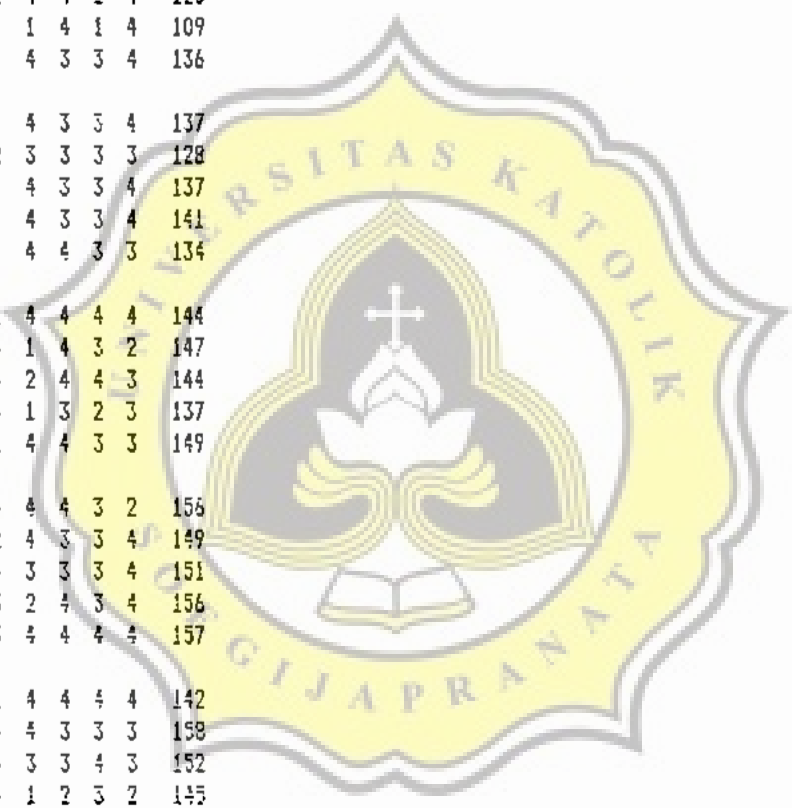 1 4 1 4 109
4 3 3 4 136
4 3 3 4 137
3 3 3 3 128
4 3 3 4 137
4 3 3 4 141
4 4 3 3 134
4 4 4 4 144
1 4 3 2 147
2 4 4 3 144
1 3 2 3 137
4 4 3 3 149
4 4 3 2 156
4 3 3 4 149
3 3 3 4 151
2 4 3 4 156
4 4 4 4 157
4 4 4 4 142
4 3 3 3 158
3 3 4 3 152
1 2 3 2 145
UNIVERSITAS KATOLIK
SOEGIJAPRANATA